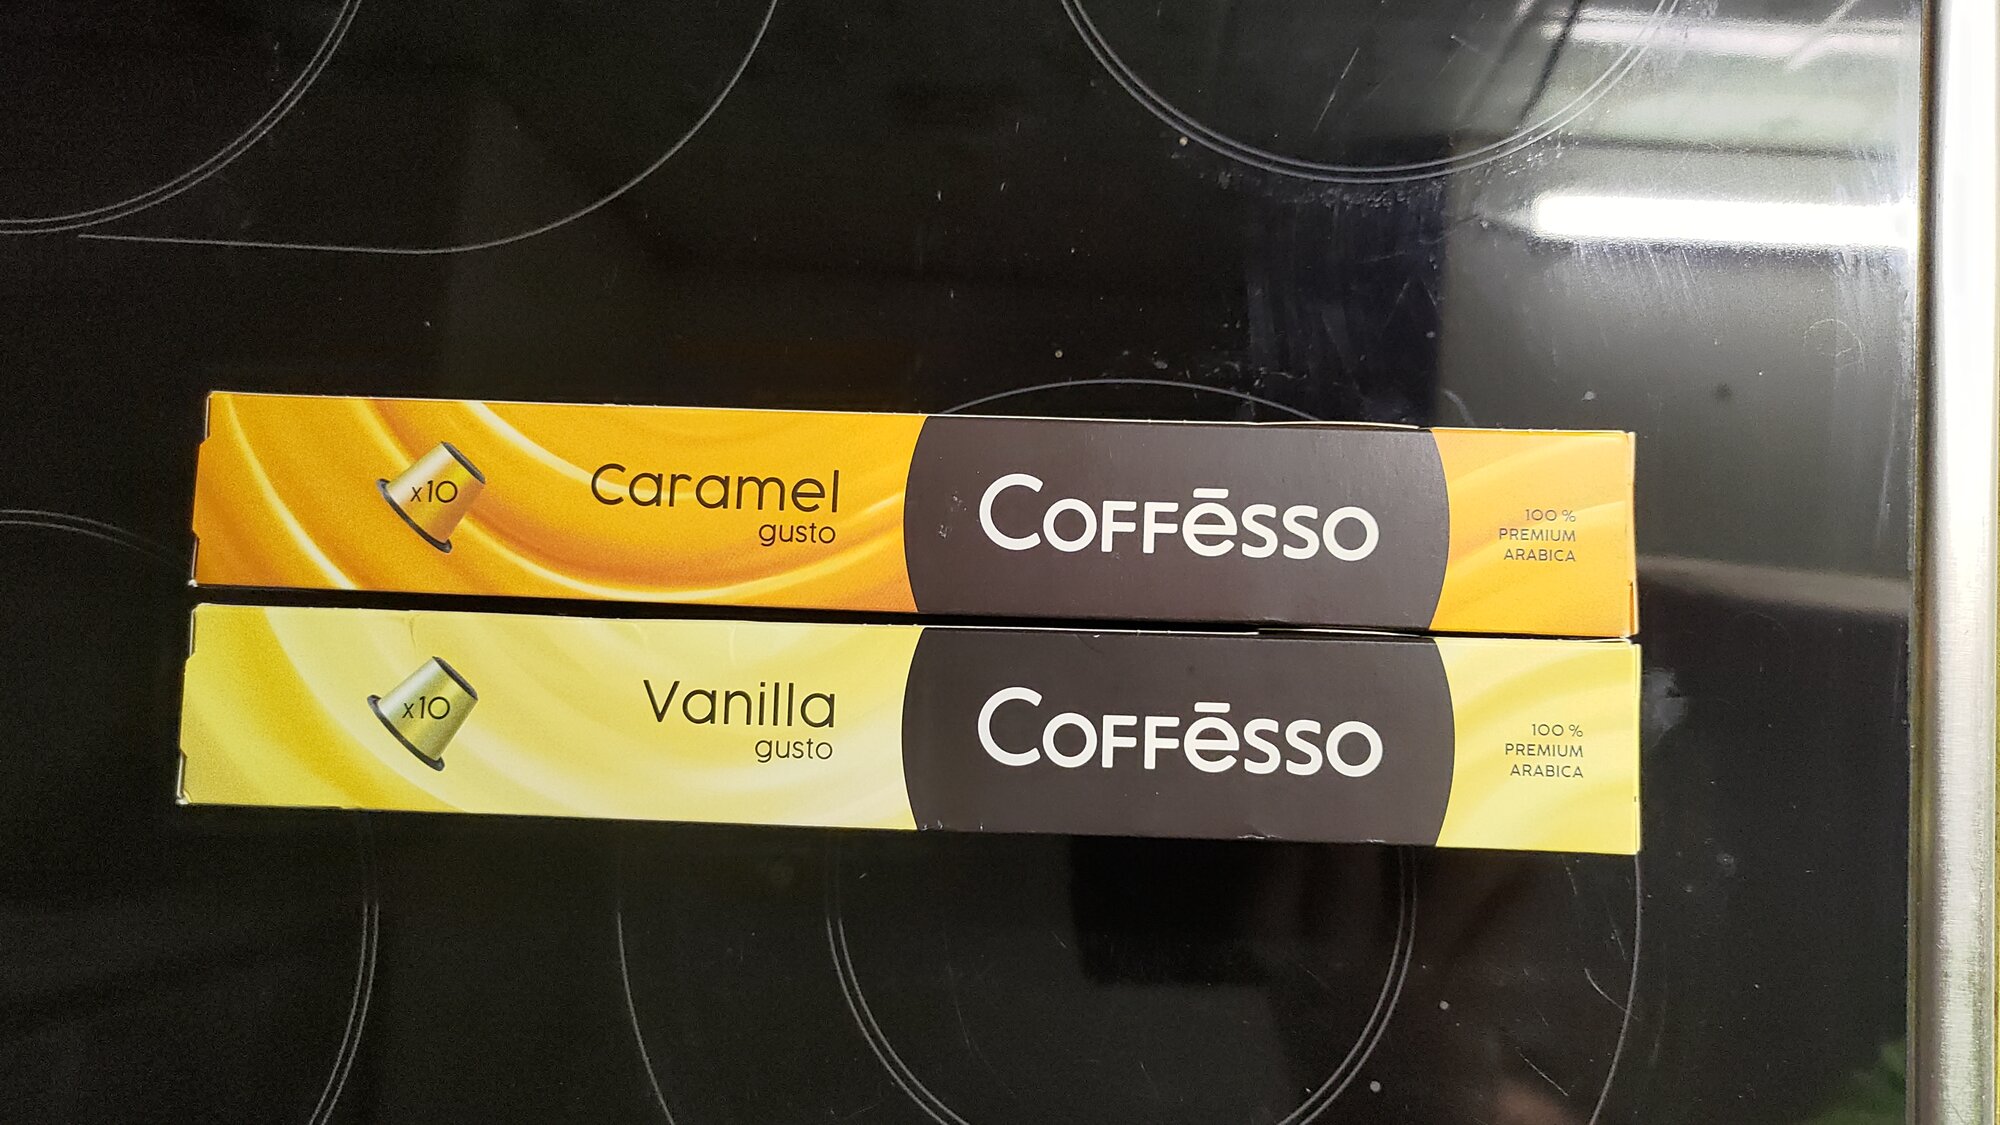 x10
Caramel
gusto
COFFĒSSO
100 %
PREMIUM
ARABICA
x10
Vanilla
gusto
COFFĒSSO
100 %
PREMIUM
ARABICA